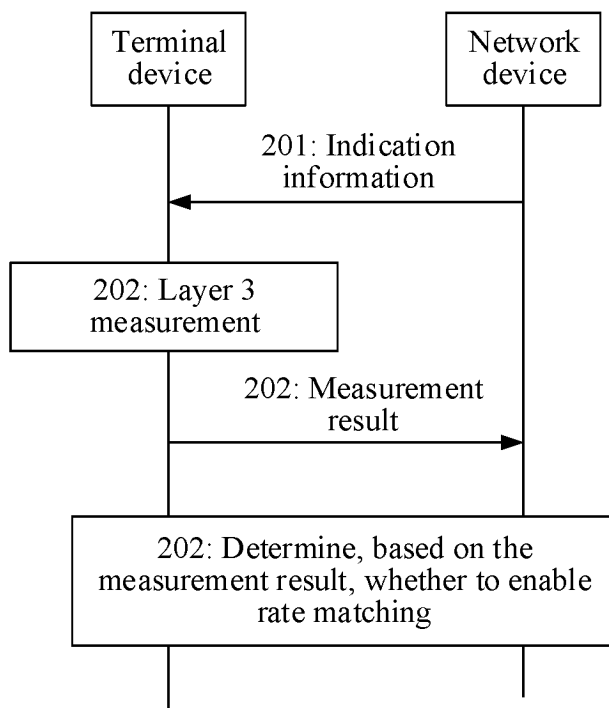 Terminal
device
Network
device
201: Indication
information
202: Layer 3
measurement
202: Measurement
result
202: Determine, based on the
measurement result, whether to enable
rate matching